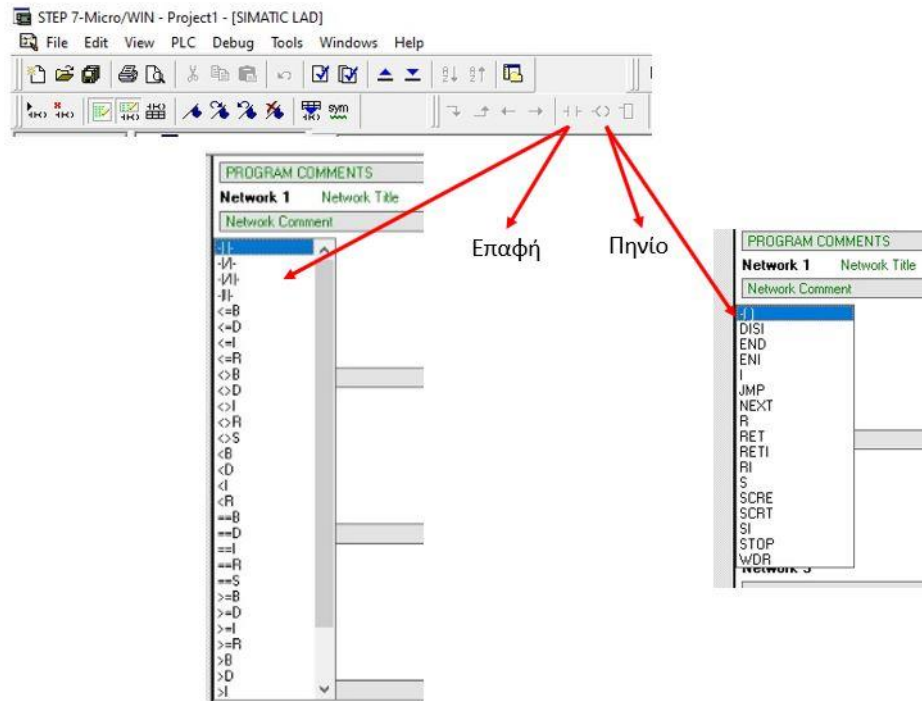 STEP 7-Micro/WIN - Project1 - [SIMATIC LAD]
File Edit View PLC Debug Tools Windows Help
sym
PROGRAM COMMENTS
Network 1 Network Title
Network Comment
-| |-
-|/|-
-|/I|-
-|I|-
<=B
<=D
<=I
<=R
<>B
<>D
<>I
<>R
<>S
<B
<D
<I
<R
==B
==D
==I
==R
==S
>=B
>=D
>=I
>=R
>B
>D
>I
Επαφή
Πηνίο
PROGRAM COMMENTS
Network 1 Network Title
Network Comment
-( )
DISI
END
ENI
I
JMP
NEXT
R
RET
RETI
RI
S
SCRE
SCRT
SI
STOP
WDR
Network 3